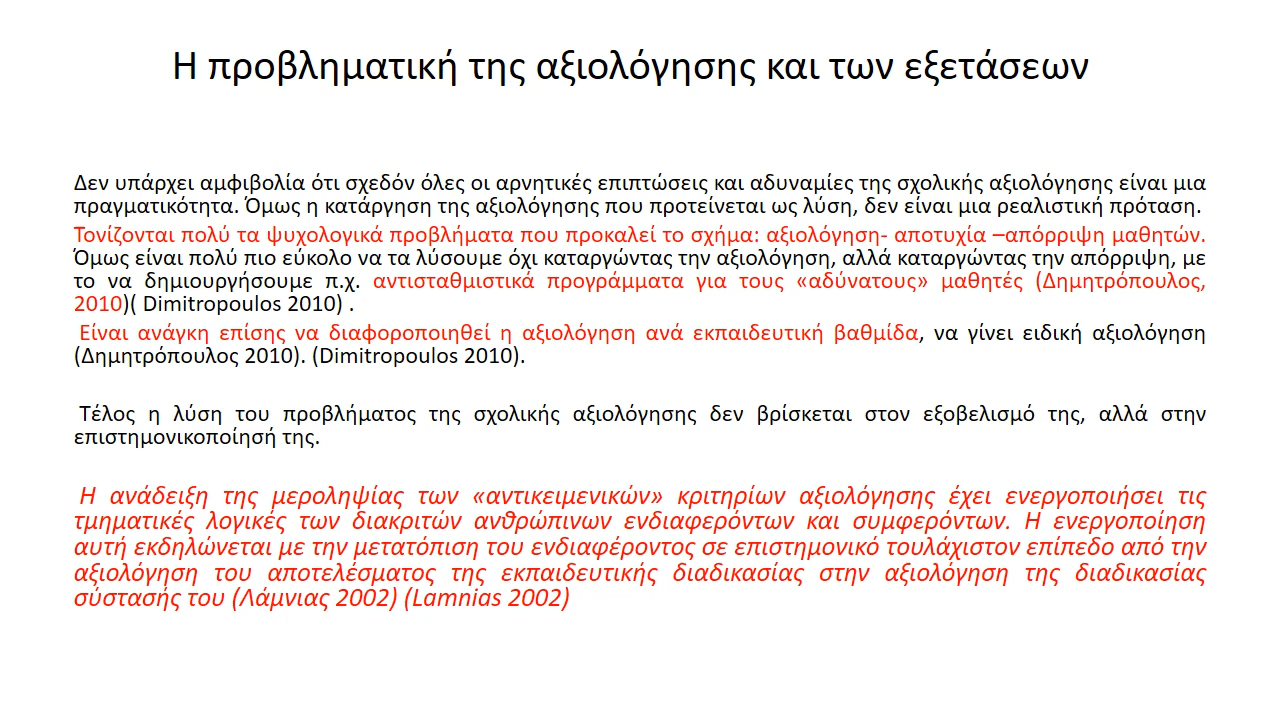 Η προβληματική της αξιολόγησης και των εξετάσεων
Δεν υπάρχει αμφιβολία ότι σχεδόν όλες οι αρνητικές επιπτώσεις και αδυναμίες της σχολικής αξιολόγησης είναι μια
πραγματικότητα. Όμως η κατάργηση της αξιολόγησης που προτείνεται ως λύση, δεν είναι μια ρεαλιστική πρόταση.
Τονίζονται πολύ τα ψυχολογικά προβλήματα που προκαλεί το σχήμα: αξιολόγηση- αποτυχία –απόρριψη μαθητών.
Όμως είναι πολύ πιο εύκολο να τα λύσουμε όχι καταργώντας την αξιολόγηση, αλλά καταργώντας την απόρριψη, με
το να δημιουργήσουμε π.χ. αντισταθμιστικά προγράμματα για τους «αδύνατους» μαθητές (Δημητρόπουλος,
2010)( Dimitropoulos 2010) .
Είναι ανάγκη επίσης να διαφοροποιηθεί η αξιολόγηση ανά εκπαιδευτική βαθμίδα, να γίνει ειδική αξιολόγηση
(Δημητρόπουλος 2010). (Dimitropoulos 2010).
Τέλος η λύση του προβλήματος της σχολικής αξιολόγησης δεν βρίσκεται στον εξοβελισμό της, αλλά στην
επιστημονικοποίησή της.
Η ανάδειξη της μεροληψίας των «αντικειμενικών» κριτηρίων αξιολόγησης έχει ενεργοποιήσει τις
τμηματικές λογικές των διακριτών ανθρώπινων ενδιαφερόντων και συμφερόντων. Η ενεργοποίηση
αυτή εκδηλώνεται με την μετατόπιση του ενδιαφέροντος σε επιστημονικό τουλάχιστον επίπεδο από την
αξιολόγηση του αποτελέσματος της εκπαιδευτικής διαδικασίας στην αξιολόγηση της διαδικασίας
σύστασής του (Λάμνιας 2002) (Lamnias 2002)